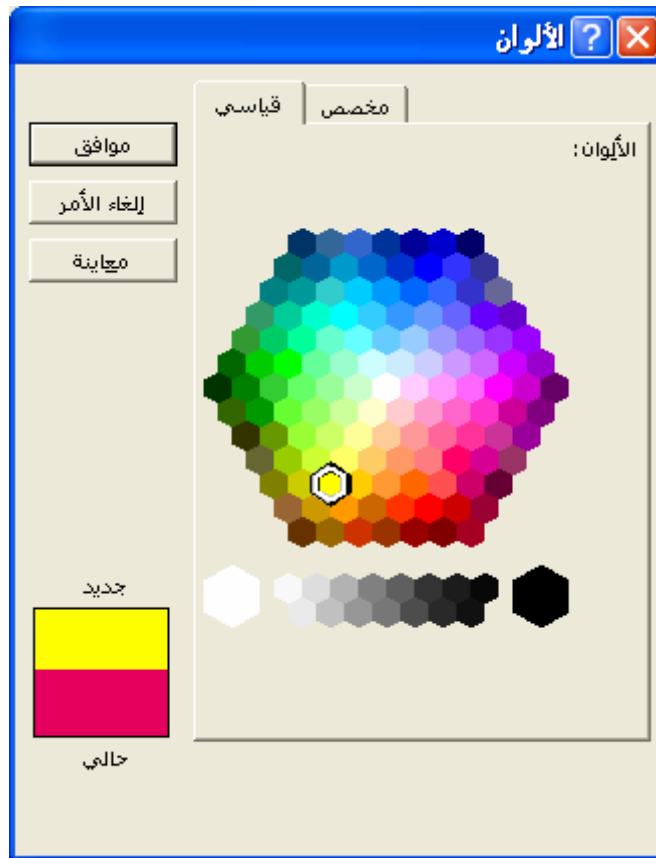 الألوان
قياسي
مخصص
الألوان:
موافق
إلغاء الأمر
معاينة
جديد
حالي